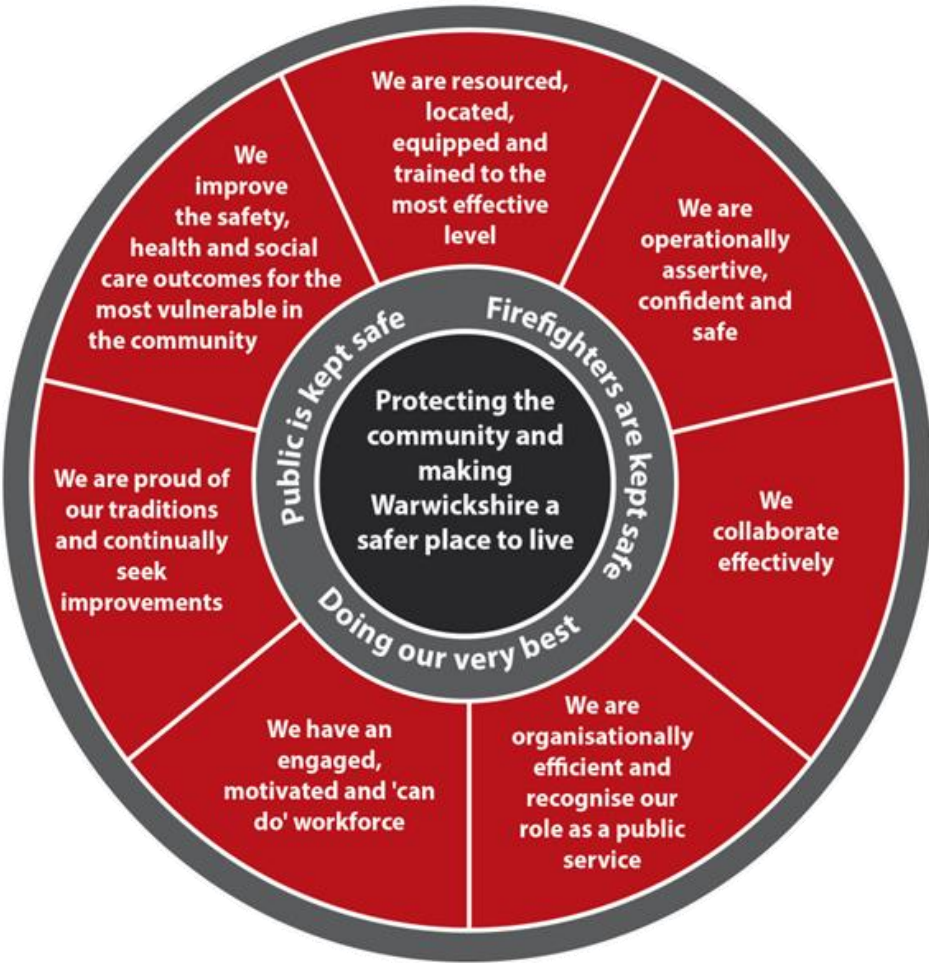 We are resourced,
located,
equipped and
trained to the
most effective
level
We are
operationally
assertive,
confident and
safe
We
collaborate
effectively
We are
organisationally
efficient and
recognise our
role as a public
service
We have an
engaged,
motivated and 'can
do' workforce
We are proud of
our traditions
and continually
seek
improvements
We
improve
the safety,
health and social
care outcomes for the
most vulnerable in
the community
Public is kept safe
Firefighters are kept safe
Doing our very best
Protecting the
community and
making
Warwickshire a
safer place to live